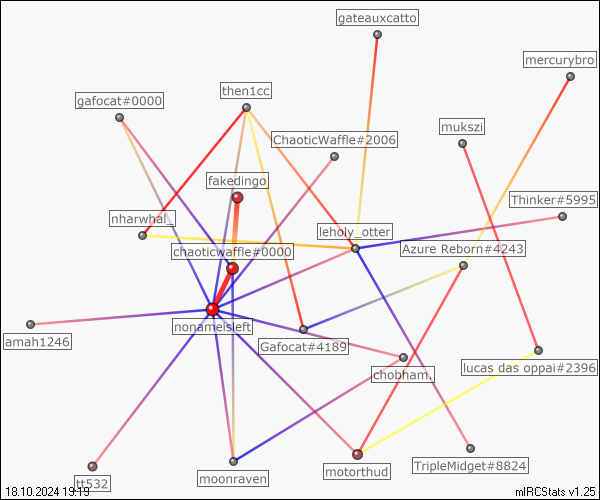 gateauxcatto
mercurybro
then1cc
gafocat#0000
mukszi
ChaoticWaffle#2006
fakedingo
Thinker#5995
nharwhal_
leholy_otter
Azure Reborn#4243
chaoticwaffle#0000
nonameisleft
amah1246
Gafocat#4189
lucas das oppai#2396
chobham.
TripleMidget#8824
motorthud
moonraven
tt532
18.10.2024 19:19
mIRCStats v1.25